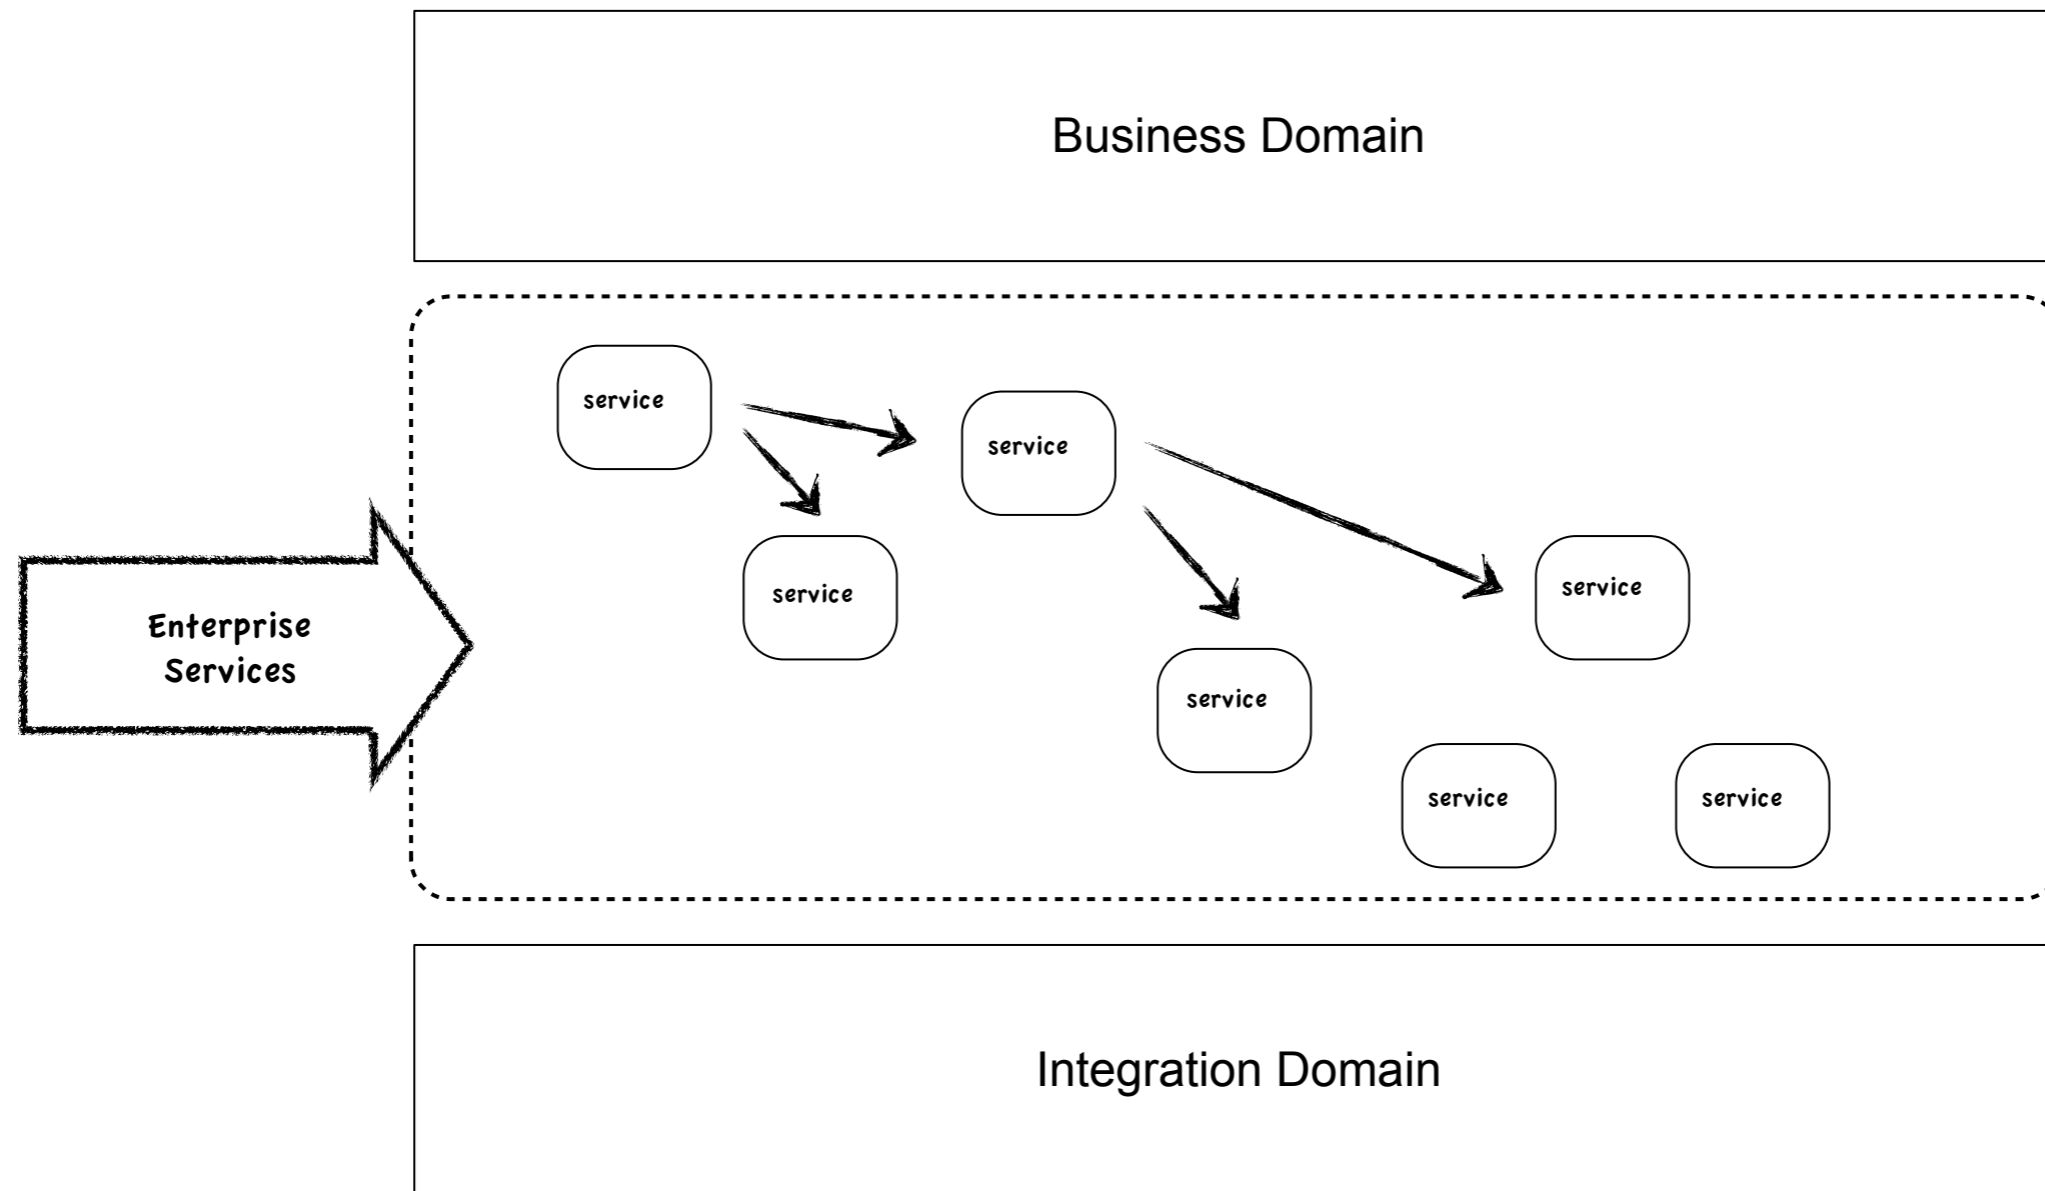 Business Domain
service
service
service
service
Enterprise
Services
service
service
service
Integration Domain